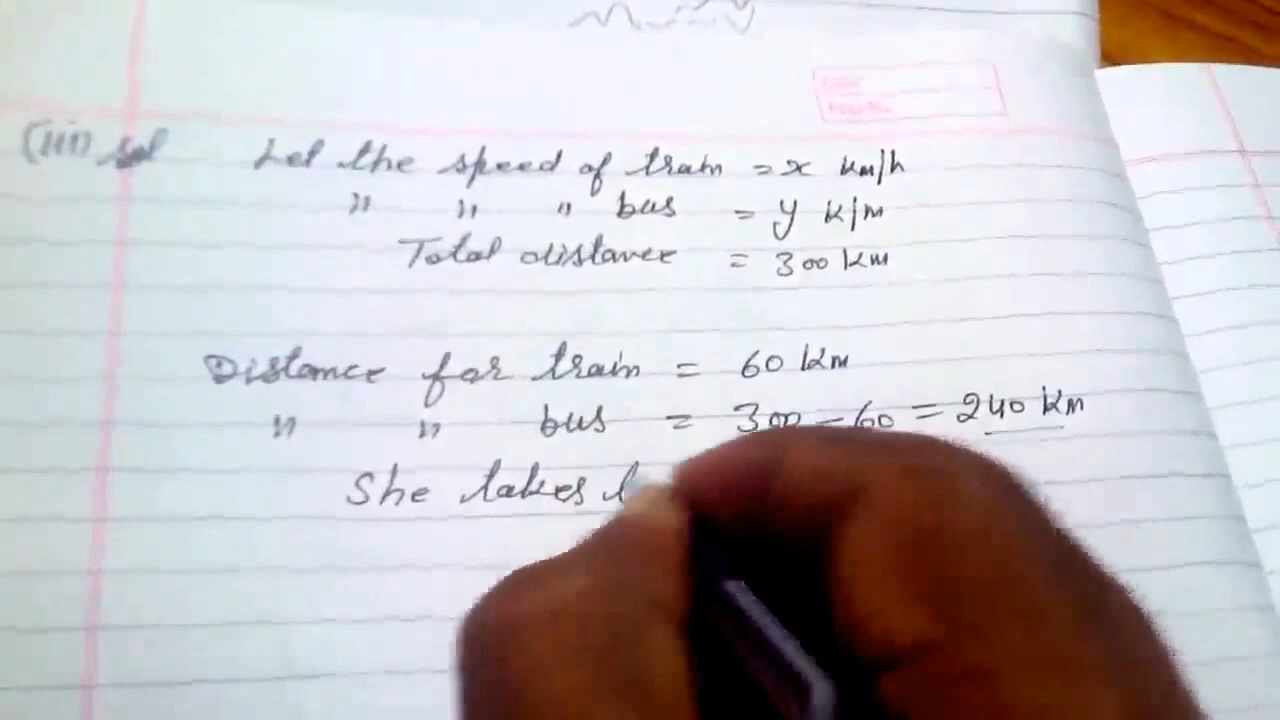 (iii) sol Let the speed of train = x km/h
" " " bus = y k/m
Total distance = 300 km
Distance for train = 60 km
" " bus = 300 - 60 = 240 km
She takes